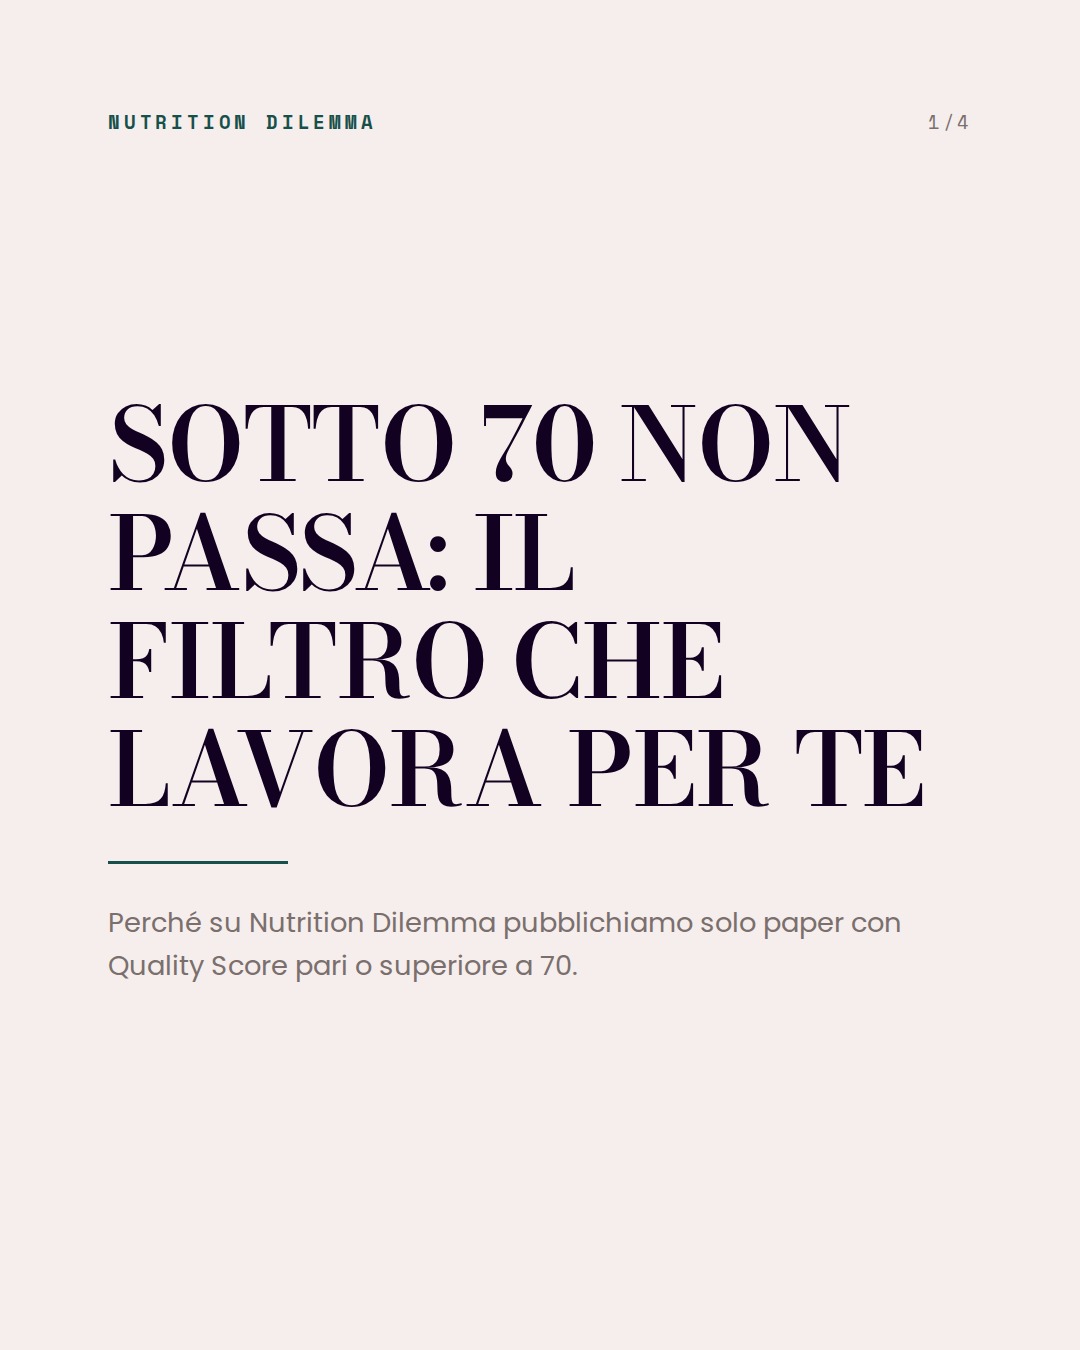 NUTRITION DILEMMA
1/4
SOTTO 70 NON
PASSA: IL
FILTRO CHE
LAVORA PER TE
Perché su Nutrition Dilemma pubblichiamo solo paper con
Quality Score pari o superiore a 70.